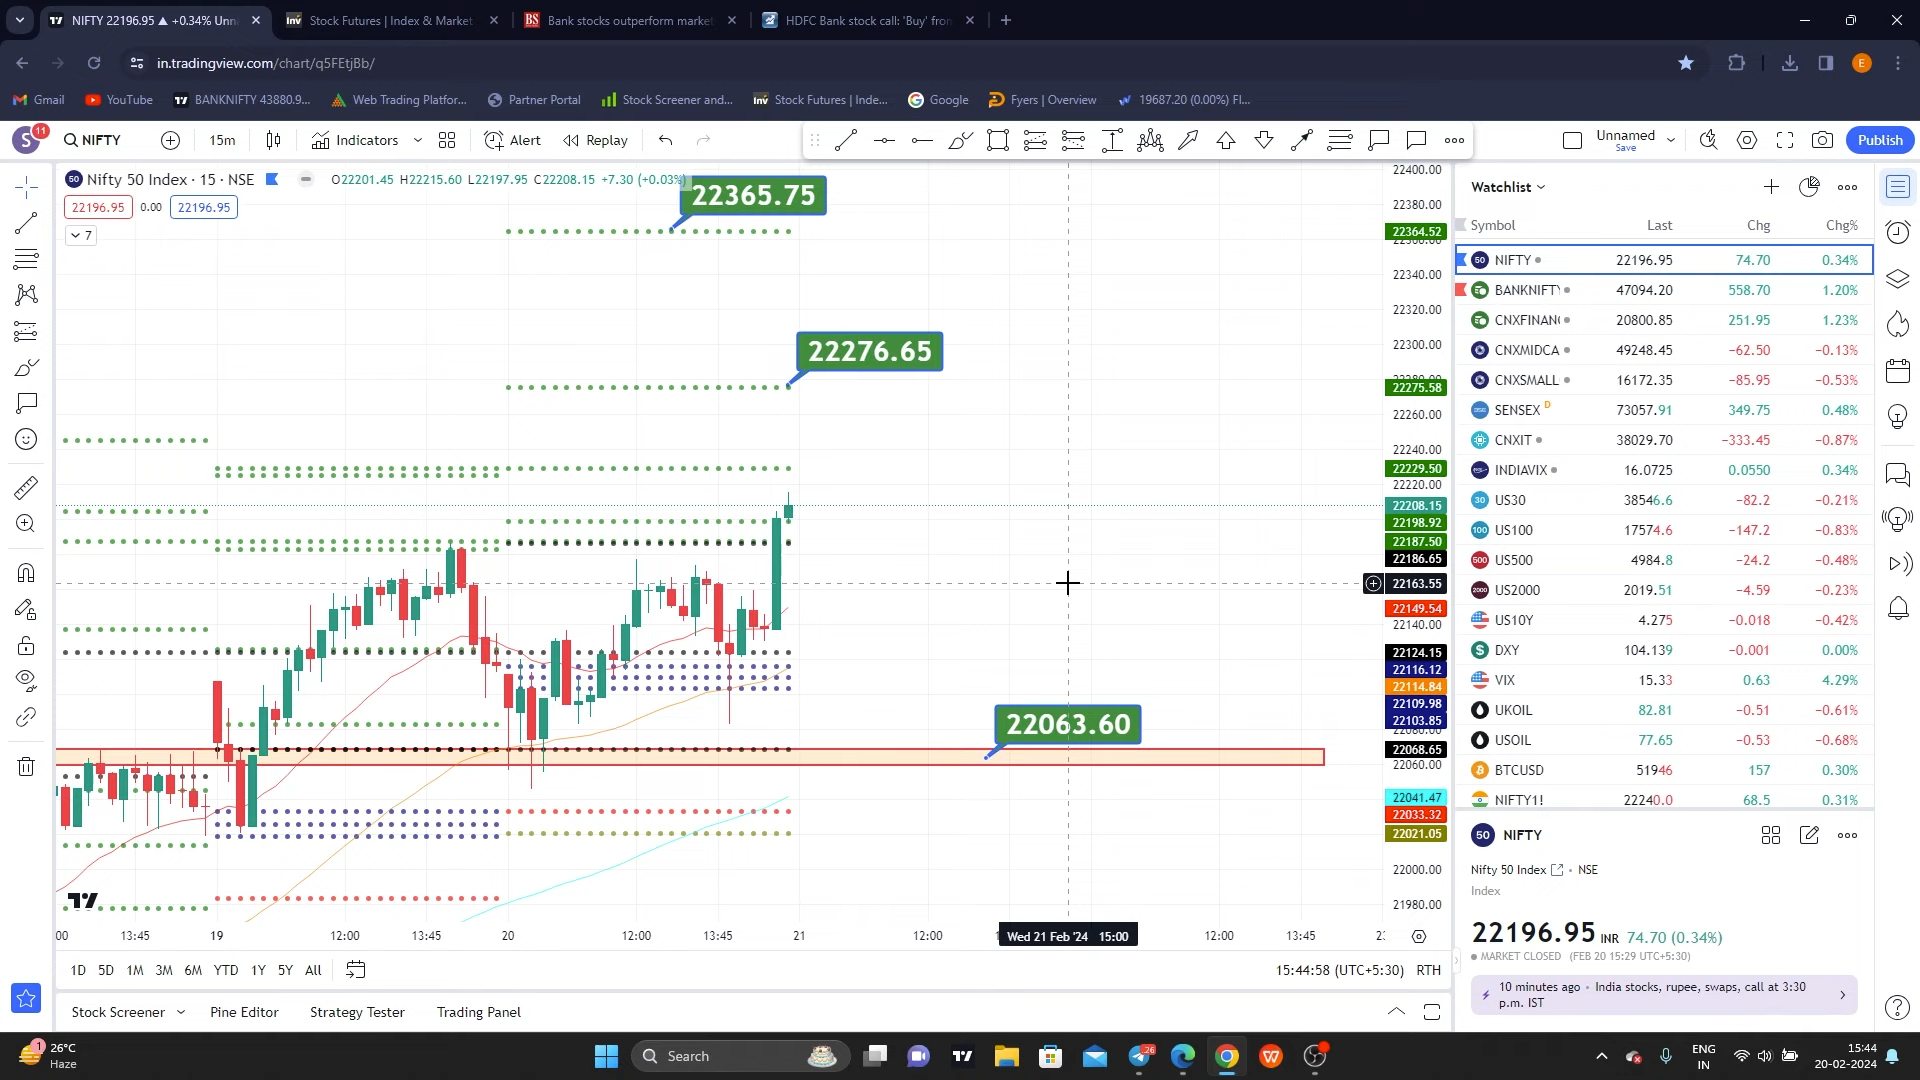 NIFTY 22196.95 ▲ +0.34% Unn
Stock Futures | Index & Market
Bank stocks outperform market
HDFC Bank stock call: 'Buy' fron
in.tradingview.com/chart/q5FEtjBb/
Gmail YouTube BANKNIFTY 43880.9... Web Trading Platfor... Partner Portal Stock Screener and... Stock Futures | Inde... Google Fyers | Overview 19687.20 (0.00%) Fl...
S 11 NIFTY 15m Indicators Alert Replay Unnamed Save Publish
Nifty 50 Index · 15 · NSE O22201.45 H22215.60 L22197.95 C22208.15 +7.30 (+0.03%)
22196.95 0.00 22196.95
7
22365.75
22276.65
22063.60
22400.00
22380.00
22364.52
22340.00
22320.00
22300.00
22275.58
22260.00
22240.00
22229.50
22220.00
22208.15
22198.92
22187.50
22186.65
22163.55
22149.54
22140.00
22124.15
22116.12
22114.84
22109.98
22103.85
22080.00
22068.65
22060.00
22041.47
22033.32
22021.05
22000.00
21980.00
:00 13:45 19 12:00 13:45 20 12:00 13:45 21 12:00 Wed 21 Feb '24 15:00 12:00 13:45
1D 5D 1M 3M 6M YTD 1Y 5Y All 15:44:58 (UTC+5:30) RTH
Stock Screener Pine Editor Strategy Tester Trading Panel
Watchlist
Symbol Last Chg Chg%
NIFTY 22196.95 74.70 0.34%
BANKNIFTY 47094.20 558.70 1.20%
CNXFINAN 20800.85 251.95 1.23%
CNXMIDCA 49248.45 −62.50 −0.13%
CNXSMALL 16172.35 −85.95 −0.53%
SENSEX D 73057.91 349.75 0.48%
CNXIT 38029.70 −333.45 −0.87%
INDIAVIX 16.0725 0.0550 0.34%
US30 38546.6 −82.2 −0.21%
US100 17574.6 −147.2 −0.83%
US500 4984.8 −24.2 −0.48%
US2000 2019.51 −4.59 −0.23%
US10Y 4.275 −0.018 −0.42%
DXY 104.139 −0.001 0.00%
VIX 15.33 0.63 4.29%
UKOIL 82.81 −0.51 −0.61%
USOIL 77.65 −0.53 −0.68%
BTCUSD 51946 157 0.30%
NIFTY1! 22240.0 68.5 0.31%
50 NIFTY
Nifty 50 Index • NSE
Index
22196.95 INR 74.70 (0.34%)
MARKET CLOSED (FEB 20 15:29 UTC+5:30)
10 minutes ago • India stocks, rupee, swaps, call at 3:30
p.m. IST
1 26°C
Haze
Search
26
ENG
IN
15:44
20-02-2024